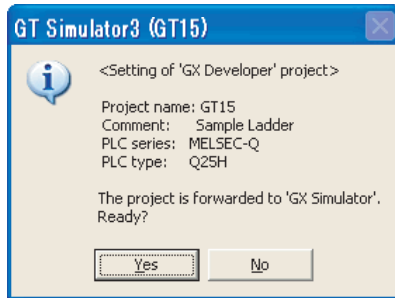 GT Simulator3 (GT15)
<Setting of 'GX Developer' project>
Project name: GT15
Comment: Sample Ladder
PLC series: MELSEC-Q
PLC type: Q25H
The project is forwarded to 'GX Simulator'.
Ready?
Yes No